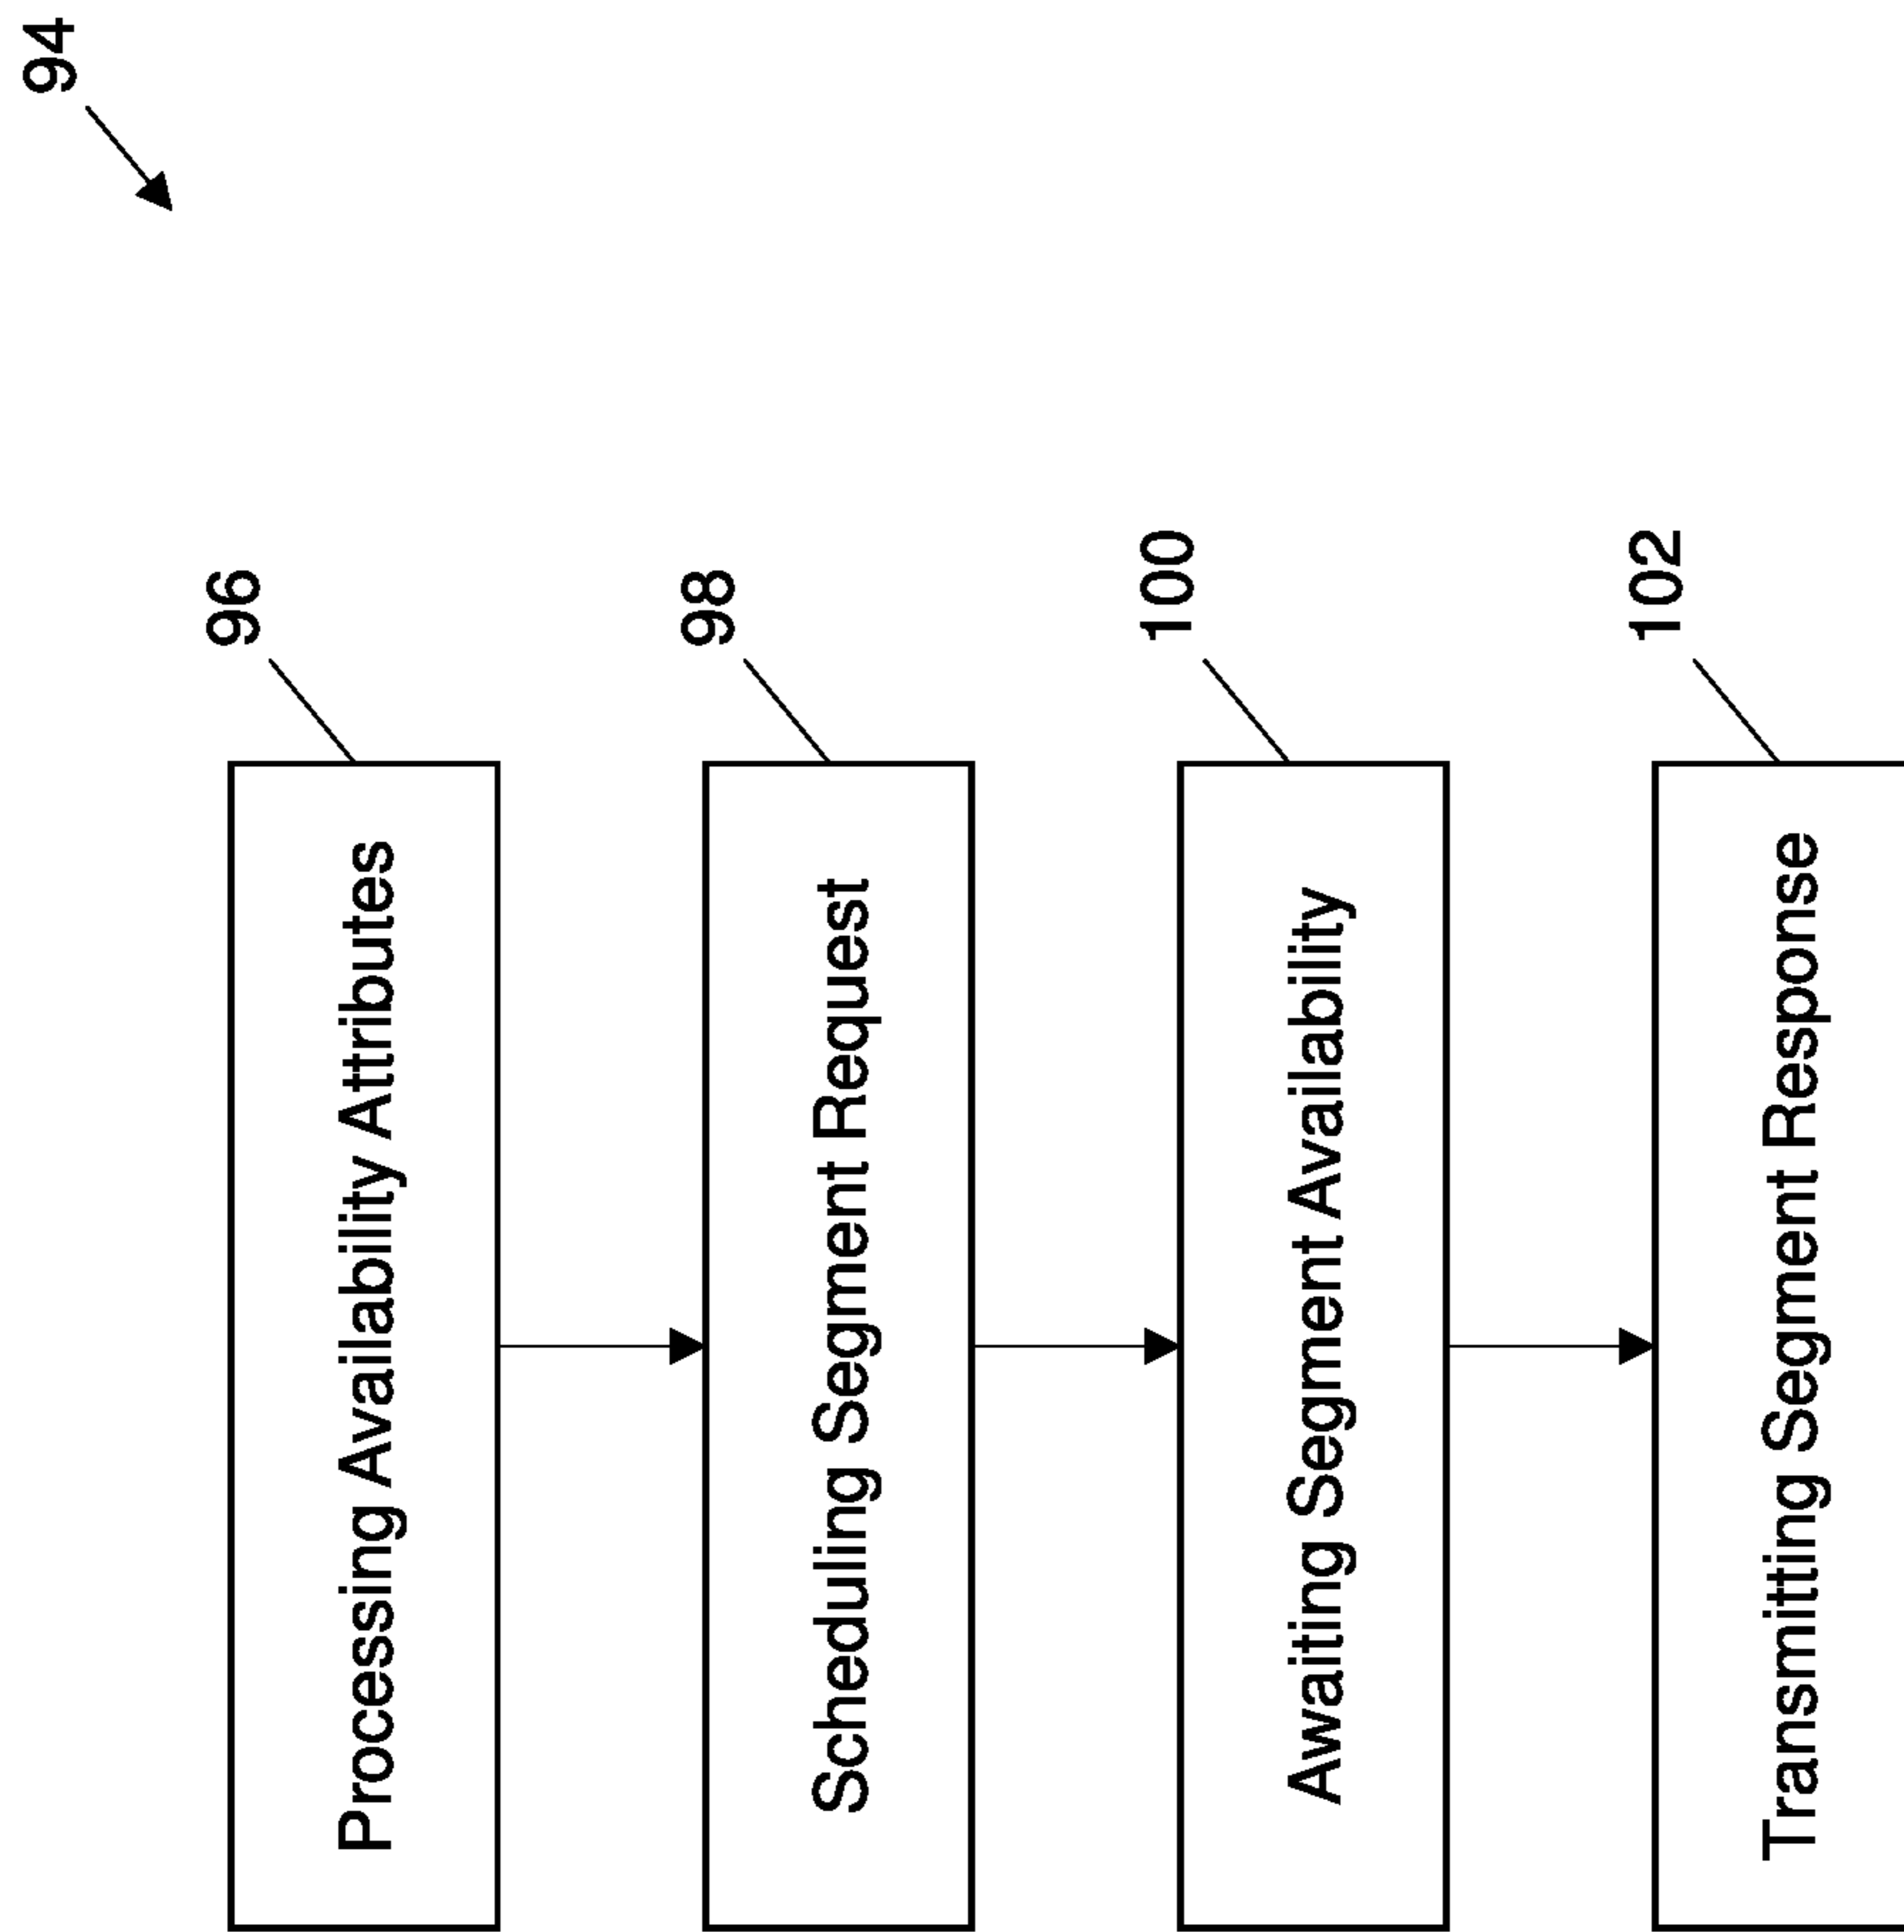 94
96
Processing Availability Attributes
98
Scheduling Segment Request
100
Awaiting Segment Availability
102
Transmitting Segment Response